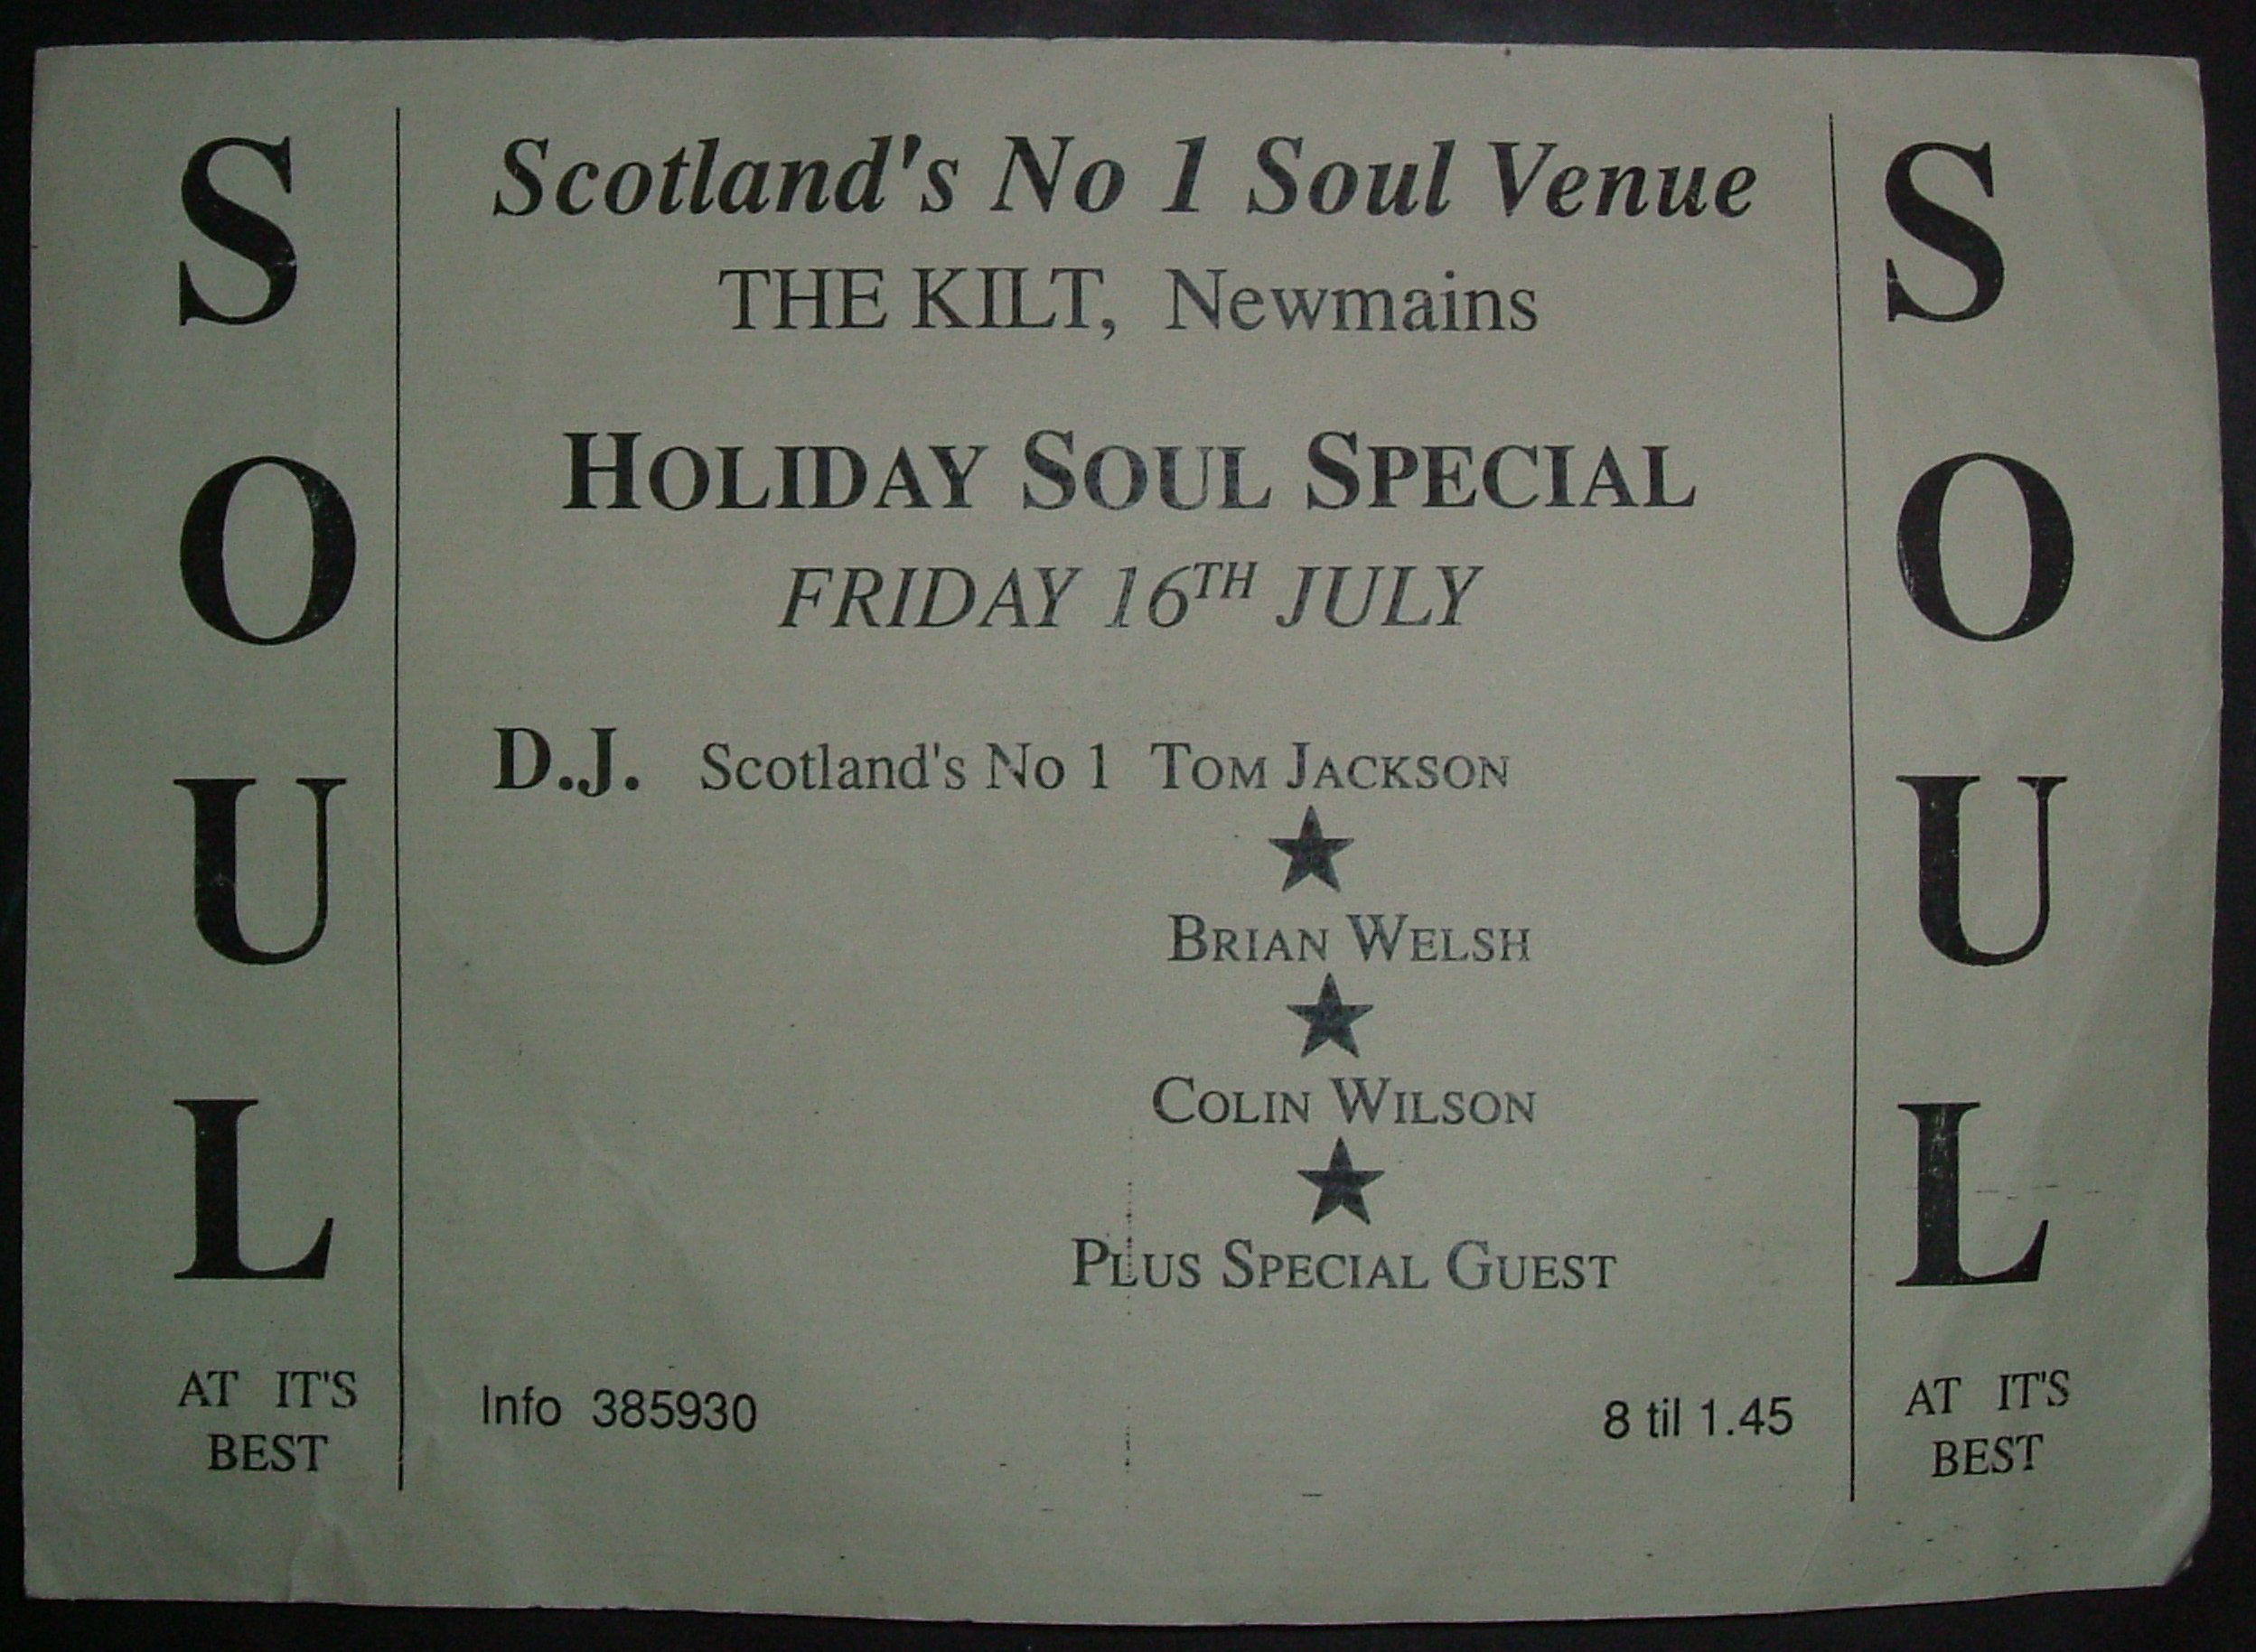 SOUL
AT IT'S
BEST
Scotland's No 1 Soul Venue
THE KILT, Newmains
HOLIDAY SOUL SPECIAL
FRIDAY 16TH JULY
D.J. Scotland's No 1 TOM JACKSON
BRIAN WELSH
COLIN WILSON
PLUS SPECIAL GUEST
Info 385930
8 til 1.45
SOUL
AT IT'S
BEST